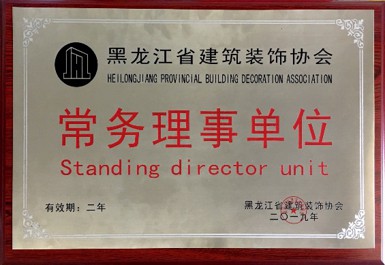 黑龙江省建筑装饰协会
HEILONGJIANG PROVINCIAL BUILDING DECORATION ASSOCIATION
常务理事单位
Standing director unit
有效期：二年
黑龙江省建筑装饰协会
二〇一九年